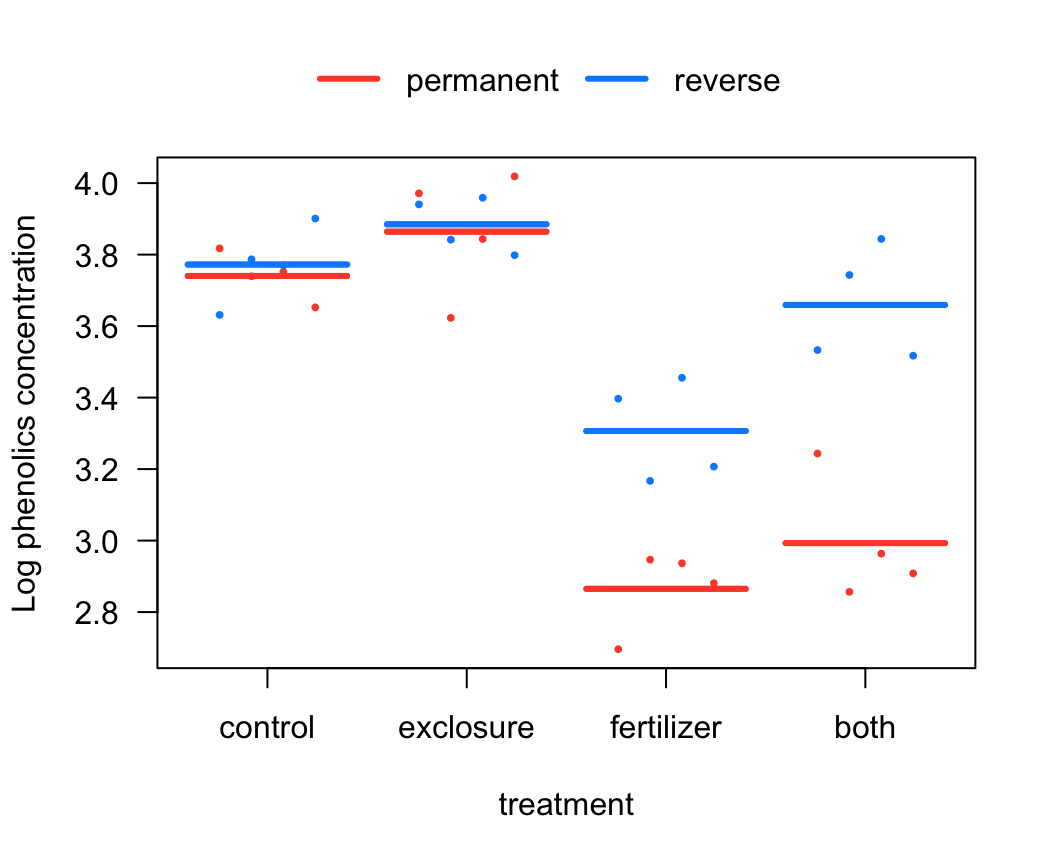 permanent reverse
Log phenolics concentration
4.0
3.8
3.6
3.4
3.2
3.0
2.8
control exclosure fertilizer both
treatment